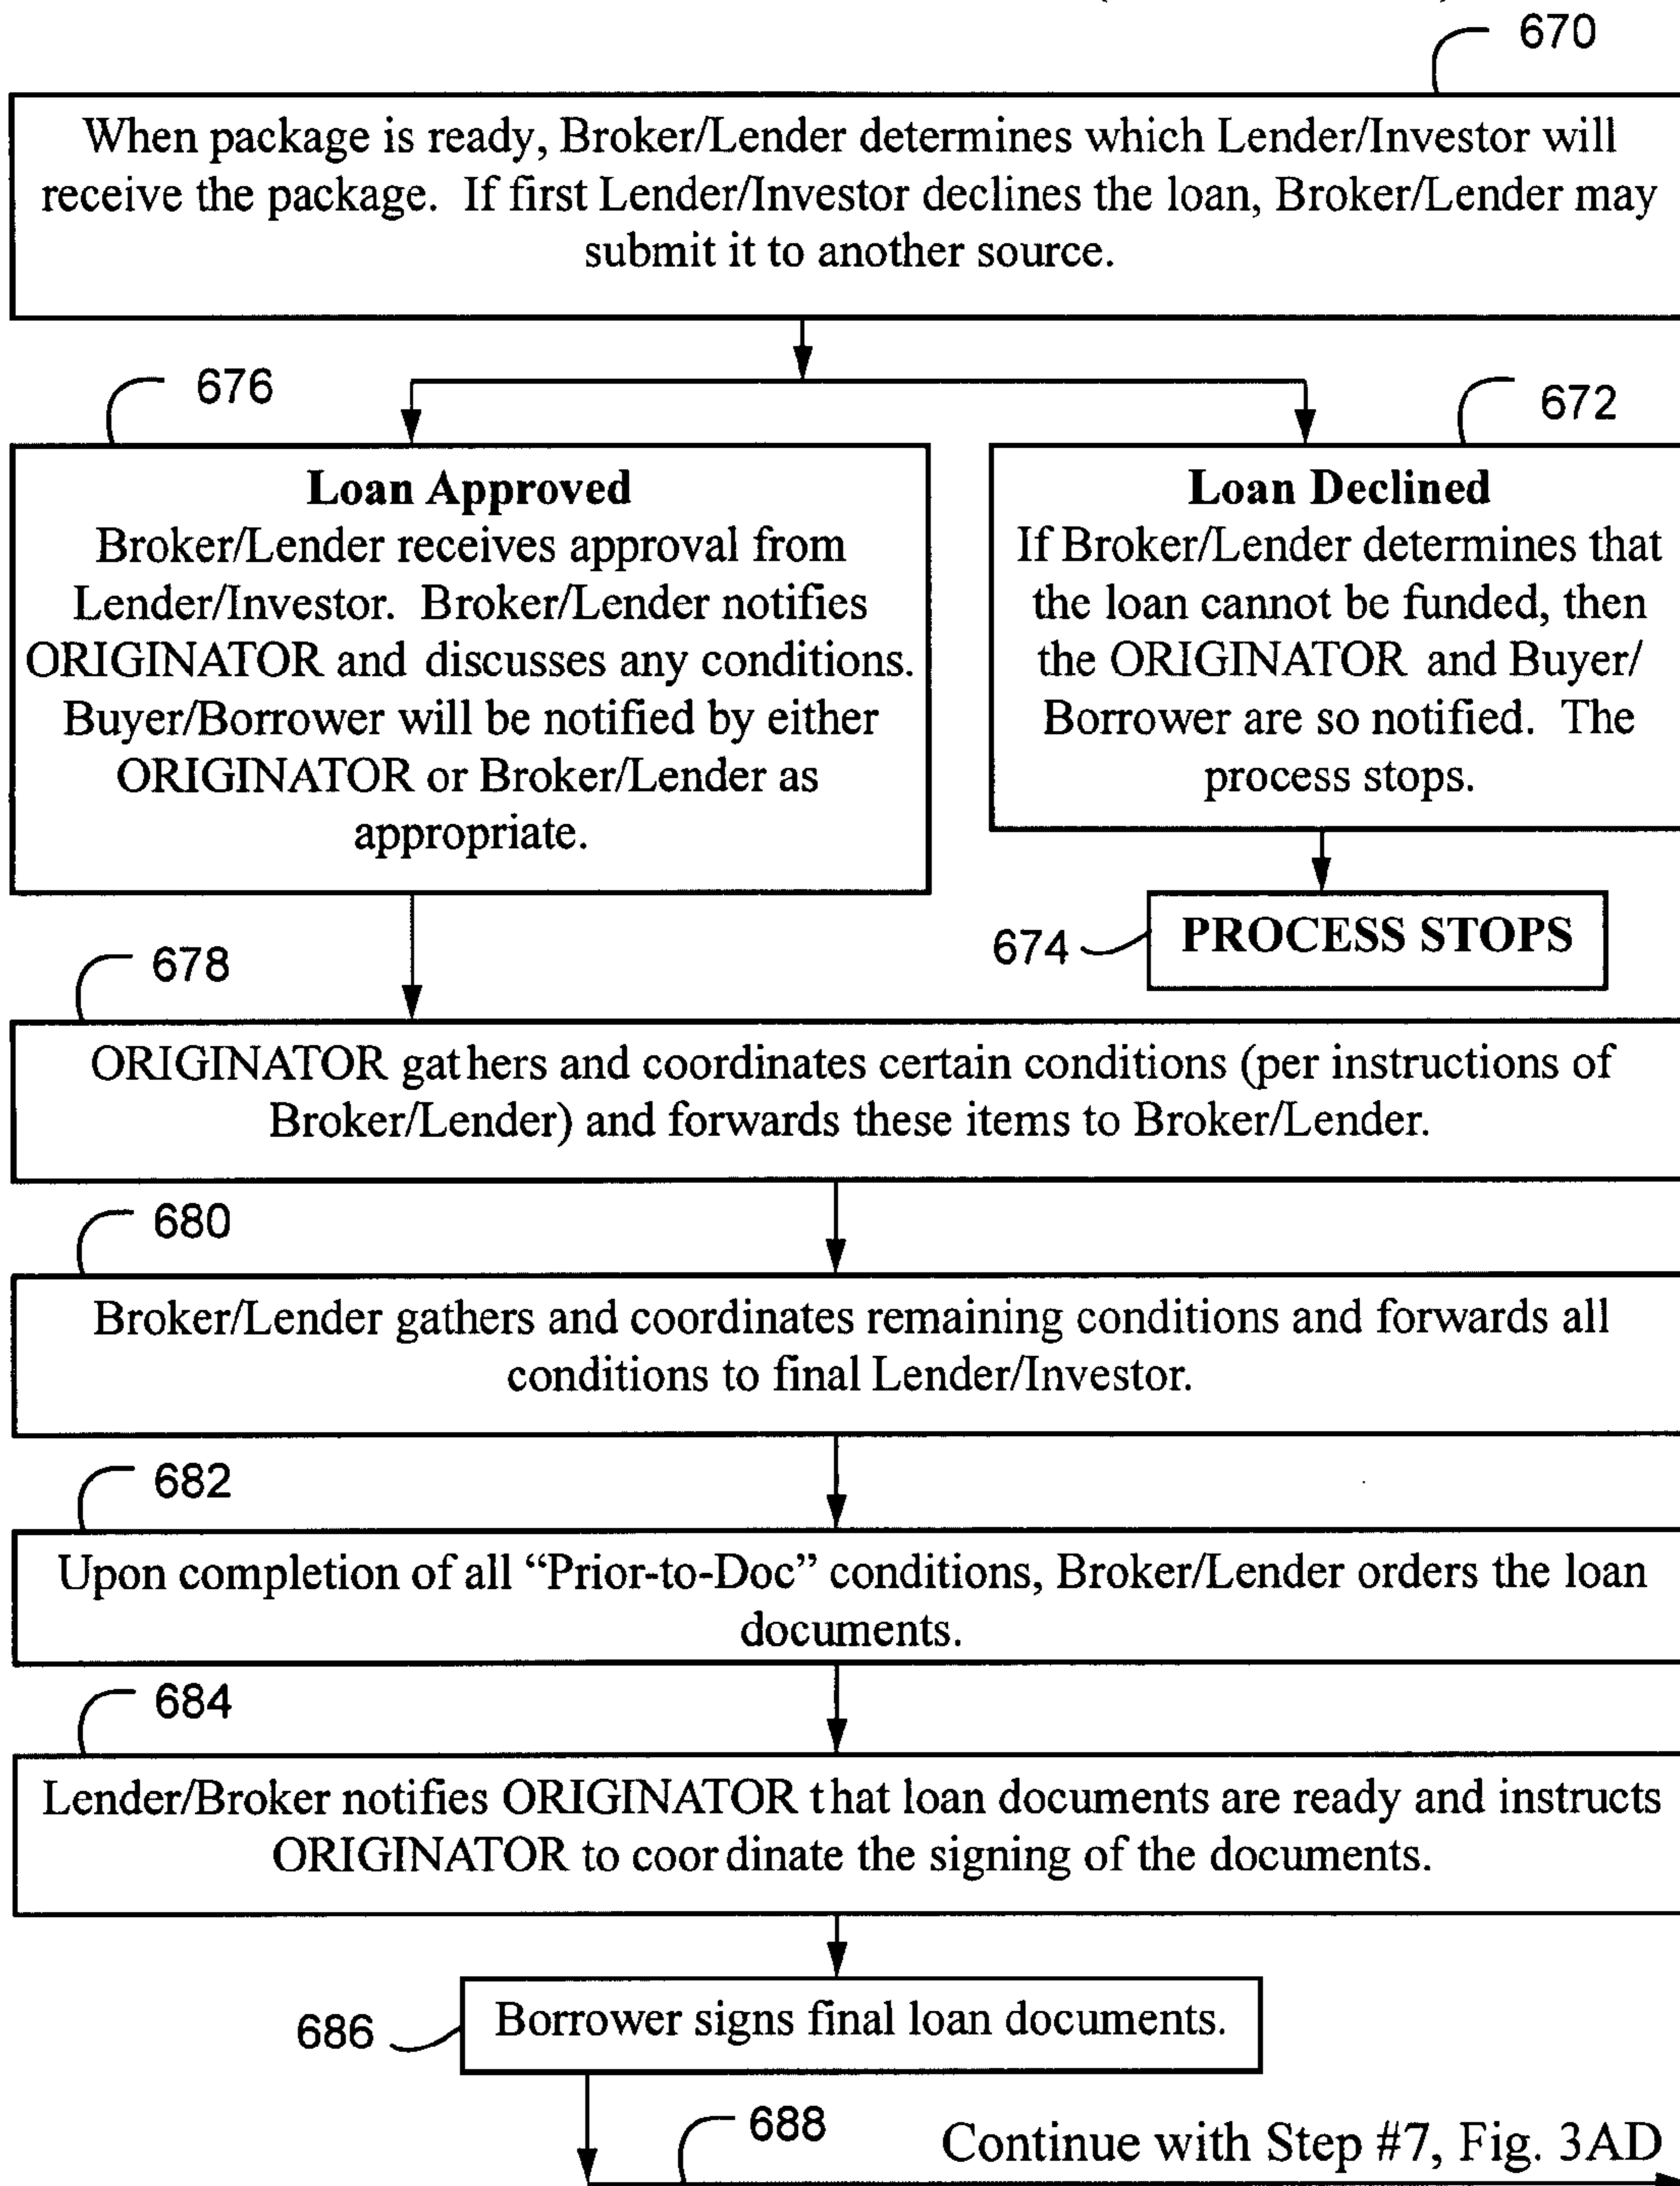 670
When package is ready, Broker/Lender determines which Lender/Investor will
receive the package. If first Lender/Investor declines the loan, Broker/Lender may
submit it to another source.
676
Loan Approved
Broker/Lender receives approval from
Lender/Investor. Broker/Lender notifies
ORIGINATOR and discusses any conditions.
Buyer/Borrower will be notified by either
ORIGINATOR or Broker/Lender as
appropriate.
672
Loan Declined
If Broker/Lender determines that
the loan cannot be funded, then
the ORIGINATOR and Buyer/
Borrower are so notified. The
process stops.
674
PROCESS STOPS
678
ORIGINATOR gathers and coordinates certain conditions (per instructions of
Broker/Lender) and forwards these items to Broker/Lender.
680
Broker/Lender gathers and coordinates remaining conditions and forwards all
conditions to final Lender/Investor.
682
Upon completion of all “Prior-to-Doc” conditions, Broker/Lender orders the loan
documents.
684
Lender/Broker notifies ORIGINATOR that loan documents are ready and instructs
ORIGINATOR to coordinate the signing of the documents.
686
Borrower signs final loan documents.
688
Continue with Step #7, Fig. 3AD